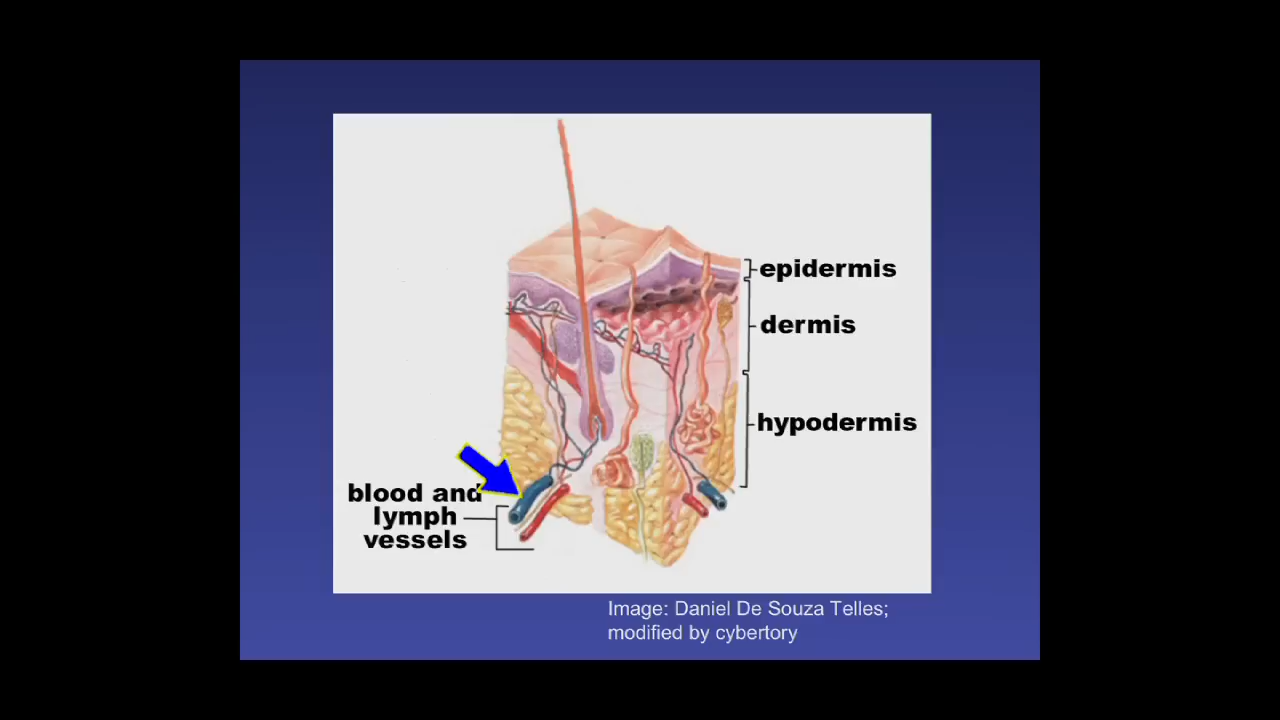 epidermis
dermis
hypodermis
blood and
lymph
vessels
Image: Daniel De Souza Telles;
modified by cybertory